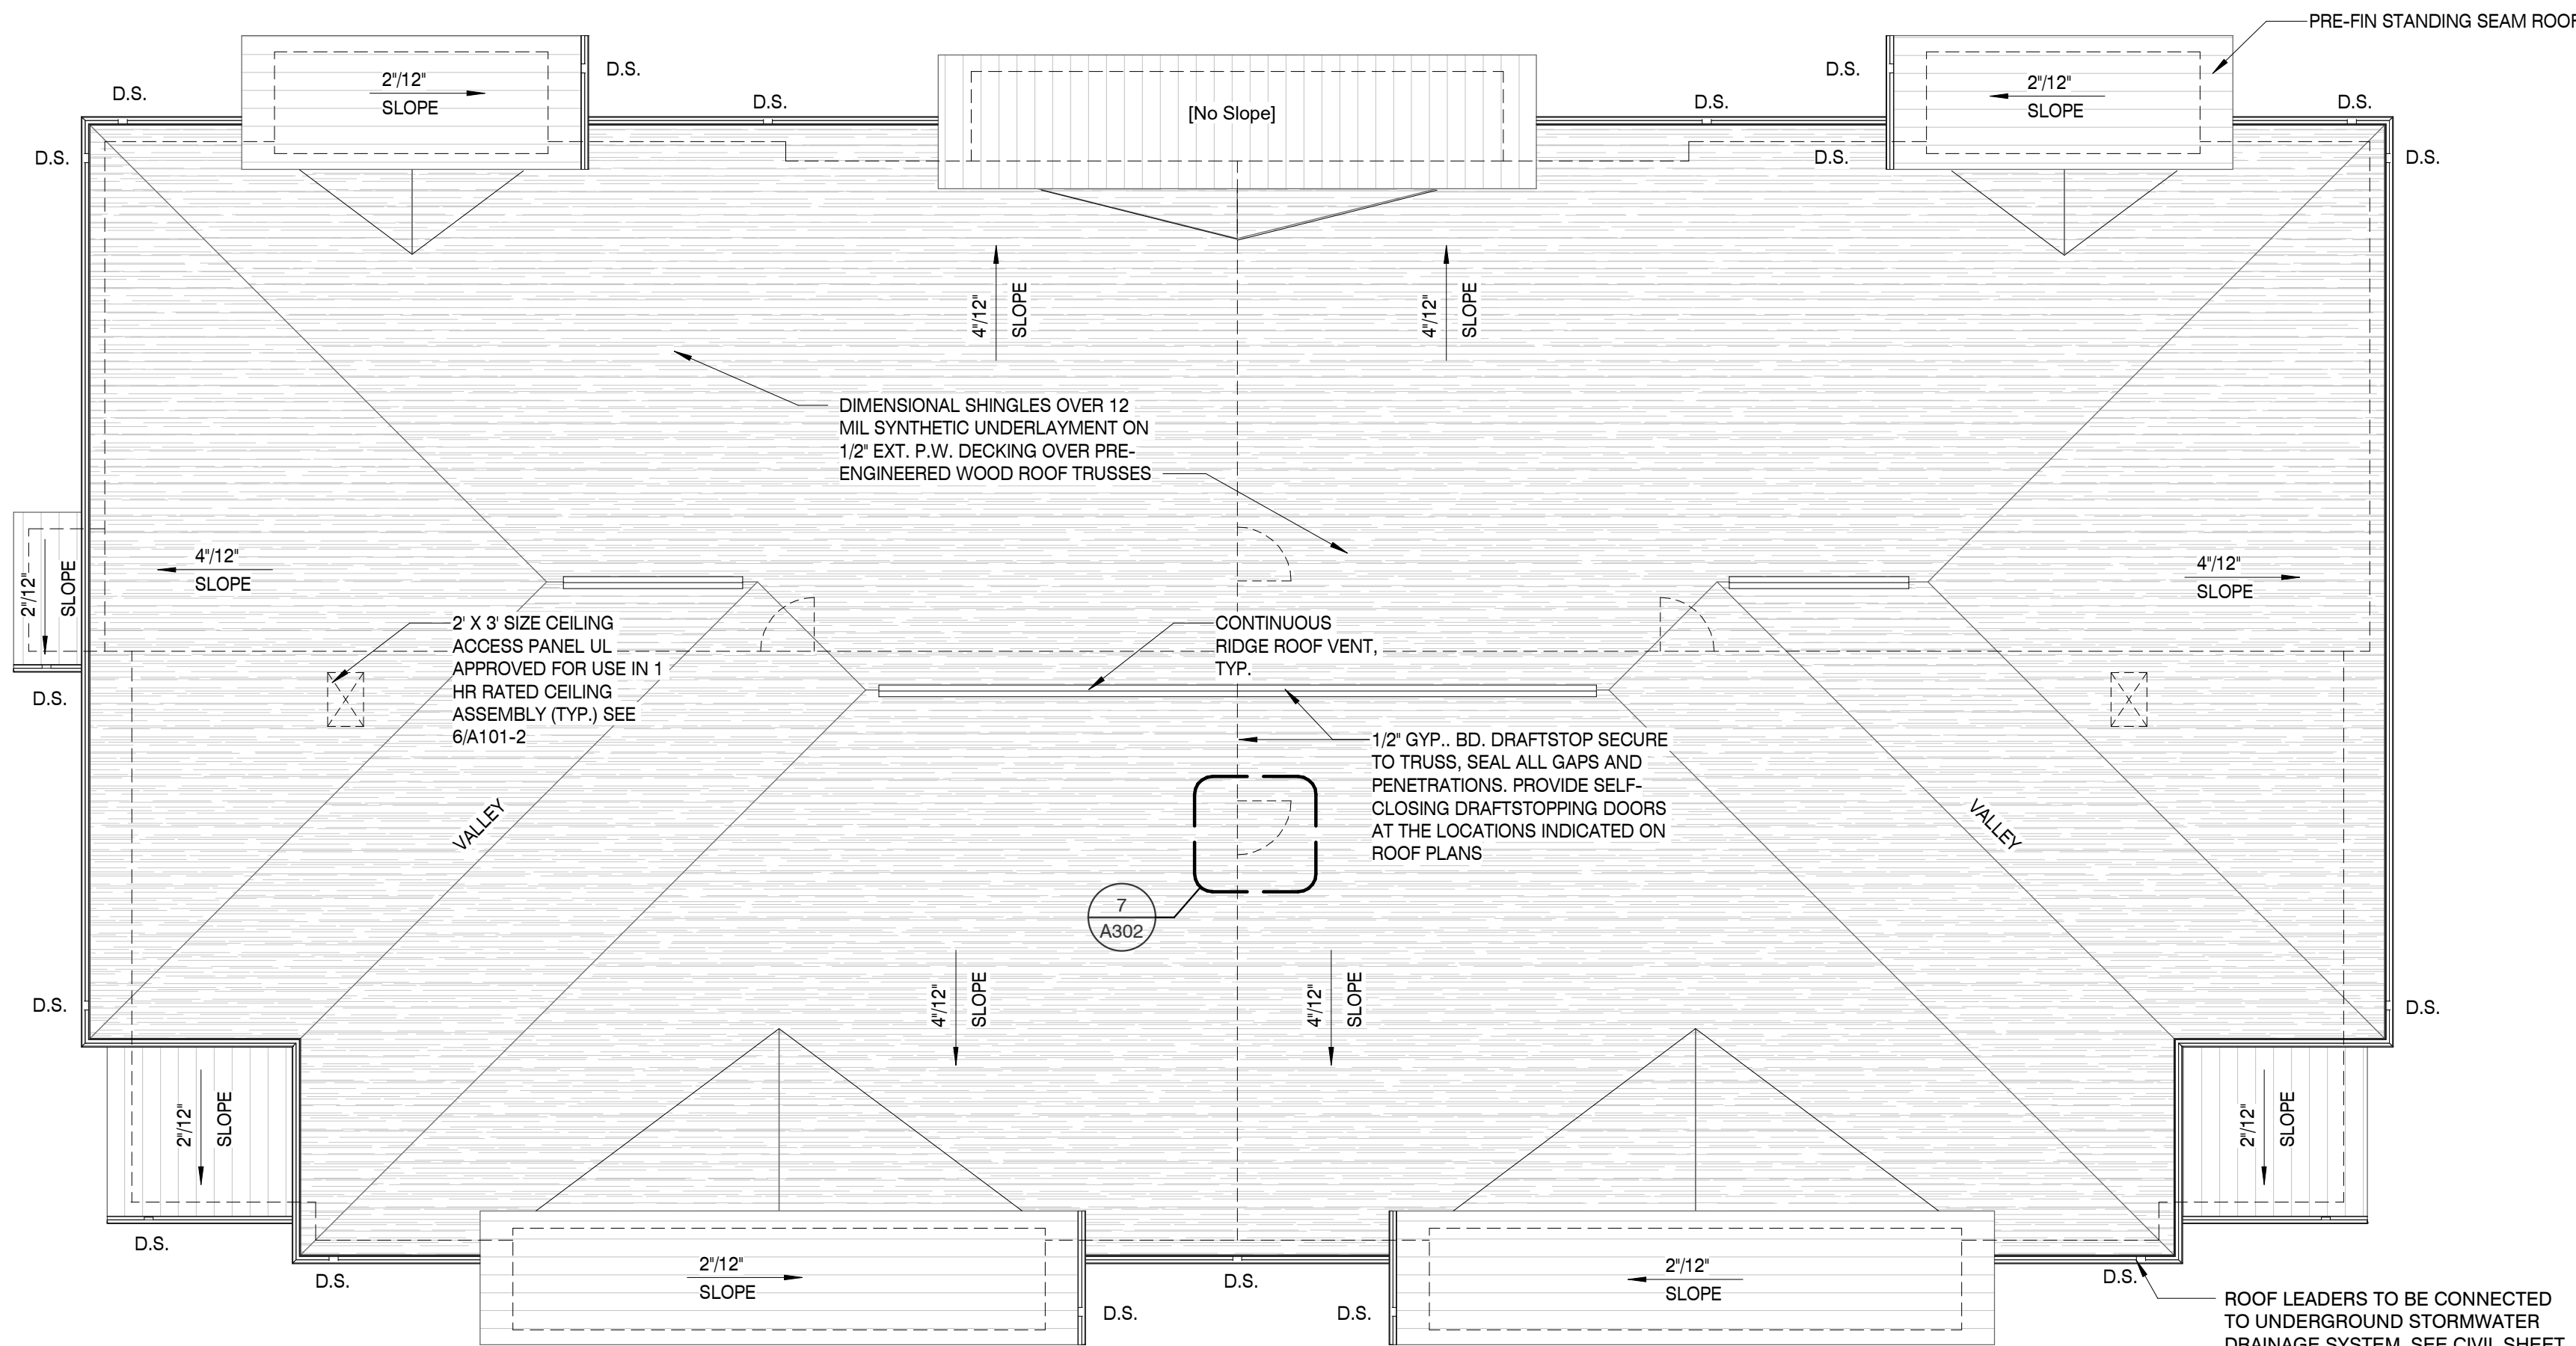 PRE-FIN STANDING SEAM ROOF
D.S.
D.S.
D.S.
D.S.
D.S.
D.S.
2"/12"
SLOPE
[No Slope]
2"/12"
SLOPE
D.S.
D.S.
D.S.
4"/12"
SLOPE
4"/12"
SLOPE
DIMENSIONAL SHINGLES OVER 12
MIL SYNTHETIC UNDERLAYMENT ON
1/2" EXT. P.W. DECKING OVER PRE-
ENGINEERED WOOD ROOF TRUSSES
2"/12"
SLOPE
4"/12"
SLOPE
4"/12"
SLOPE
2' X 3' SIZE CEILING
ACCESS PANEL UL
APPROVED FOR USE IN 1
HR RATED CEILING
ASSEMBLY (TYP.) SEE
6/A101-2
CONTINUOUS
RIDGE ROOF VENT,
TYP.
D.S.
1/2" GYP.. BD. DRAFTSTOP SECURE
TO TRUSS, SEAL ALL GAPS AND
PENETRATIONS. PROVIDE SELF-
CLOSING DRAFTSTOPPING DOORS
AT THE LOCATIONS INDICATED ON
ROOF PLANS
VALLEY
VALLEY
7
A302
D.S.
D.S.
4"/12"
SLOPE
4"/12"
SLOPE
2"/12"
SLOPE
2"/12"
SLOPE
D.S.
D.S.
2"/12"
SLOPE
D.S.
D.S.
D.S.
2"/12"
SLOPE
D.S.
ROOF LEADERS TO BE CONNECTED
TO UNDERGROUND STORMWATER
DRAINAGE SYSTEM. SEE CIVIL SHEET